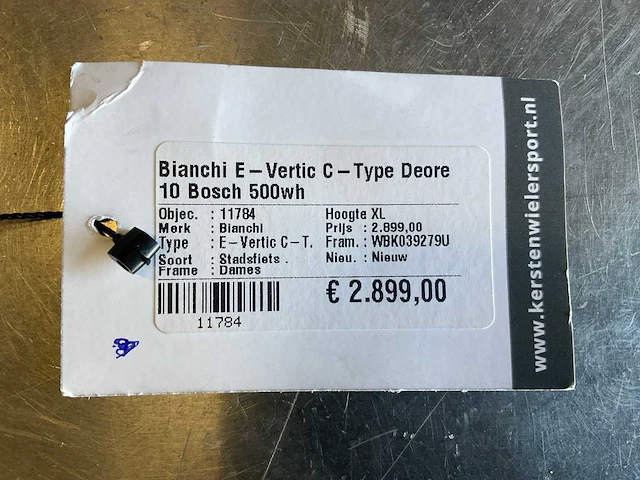 Bianchi E-Vertic C-Type Deore
10 Bosch 500wh
Objec. : 11784 Hoogte XL
Merk : Bianchi Prijs : 2.899,00
Type : E-Vertic C-T. Fram. : WBK039279U
Soort : Stadsfiets . Nieu. : Nieuw
Frame : Dames
€ 2.899,00
11784
www.kerstenwielersport.nl